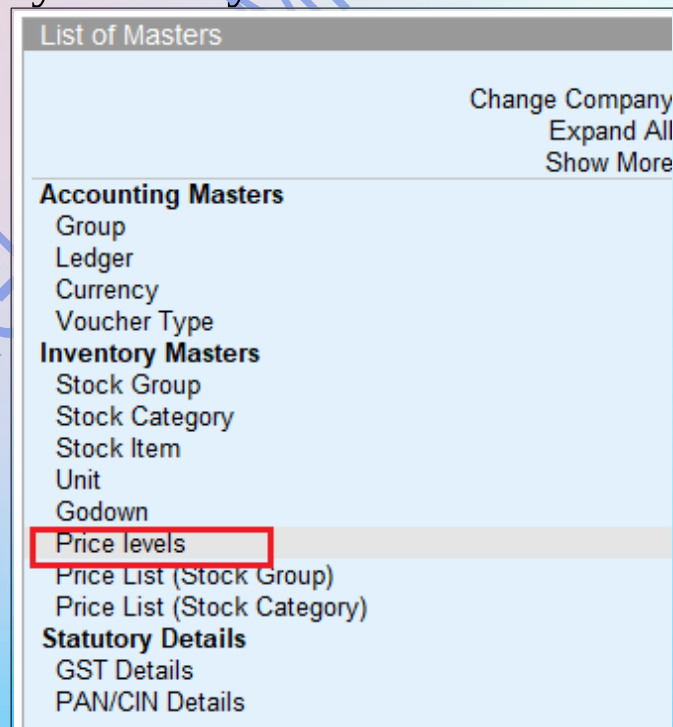 List of Masters
Change Company
Expand All
Show More
Accounting Masters
Group
Ledger
Currency
Voucher Type
Inventory Masters
Stock Group
Stock Category
Stock Item
Unit
Godown
Price levels
Price List (Stock Group)
Price List (Stock Category)
Statutory Details
GST Details
PAN/CIN Details